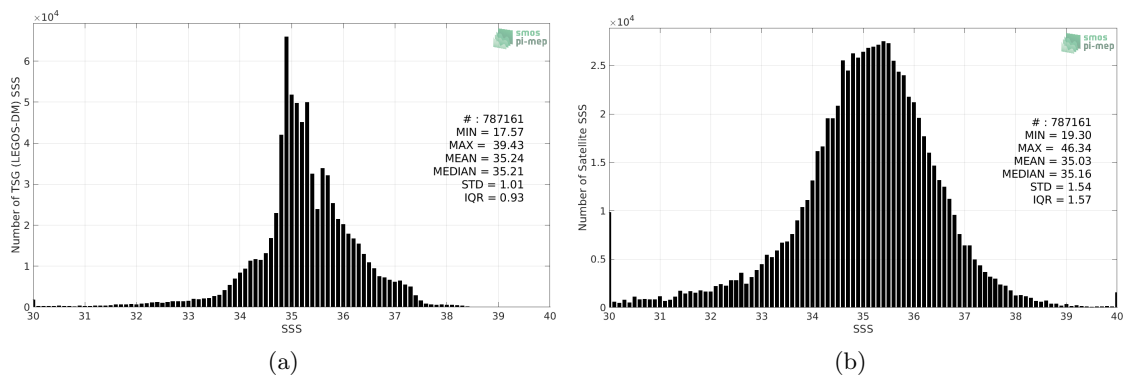 ×10⁴
7
6
5
4
3
2
1
0
Number of TSG (LEGOS-DM) SSS
30 31 32 33 34 35 36 37 38 39 40
SSS
smos
pi-mep
# : 787161
MIN = 17.57
MAX = 39.43
MEAN = 35.24
MEDIAN = 35.21
STD = 1.01
IQR = 0.93
(a)
×10⁴
2.5
2
1.5
1
0.5
0
Number of Satellite SSS
30 31 32 33 34 35 36 37 38 39 40
SSS
smos
pi-mep
# : 787161
MIN = 19.30
MAX = 46.34
MEAN = 35.03
MEDIAN = 35.16
STD = 1.54
IQR = 1.57
(b)